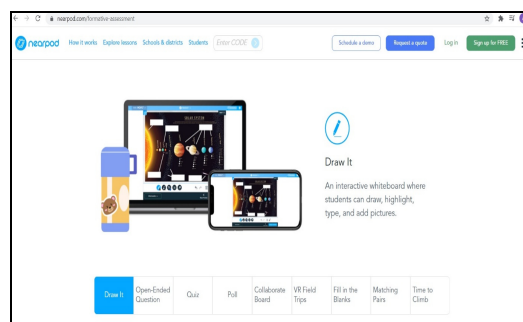 nearpod.com/formative-assessment
nearpod How it works Explore lessons Schools & districts Students Enter CODE Schedule a demo Request a quote Log in Sign up for FREE
SOLAR SYSTEM
Draw It
An interactive whiteboard where
students can draw, highlight,
type, and add pictures.
Draw It
Open-Ended
Question
Quiz
Poll
Collaborate
Board
VR Field
Trips
Fill in the
Blanks
Matching
Pairs
Time to
Climb